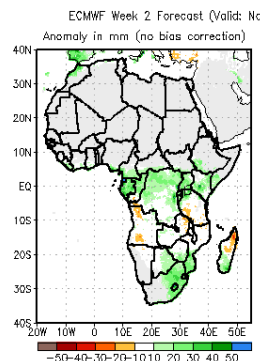 ECMWF Week 2 Forecast (Valid: No
Anomaly in mm (no bias correction)
40N
30N
20N
10N
EQ
10S
20S
30S
40S
20W 10W 0 10E 20E 30E 40E 50E
-50-40-30-20-1010 20 30 40 50